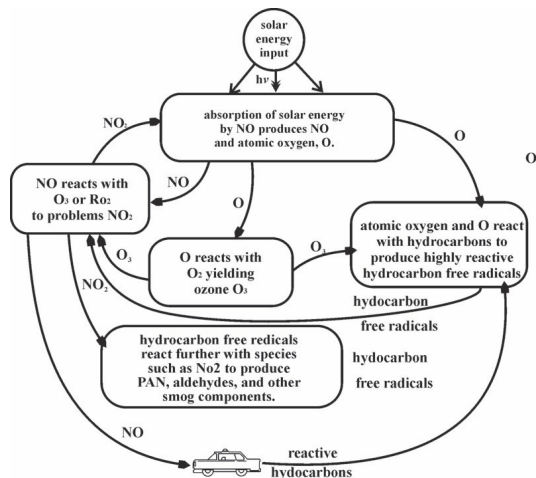 solar
energy
input
hν
absorption of solar energy
by NO produces NO
and atomic oxygen, O.
NO2
O
O
NO
O
NO reacts with
O3 or Ro2
to problems NO2
O reacts with
O2 yielding
ozone O3
O3
O3
atomic oxygen and O react
with hydrocarbons to
produce highly reactive
hydrocarbon free radicals
NO2
hydocarbon
free radicals
hydrocarbon free redicals
react further with species
such as No2 to produce
PAN, aldehydes, and other
smog components.
hydocarbon
free radicals
NO
reactive
hydocrbons